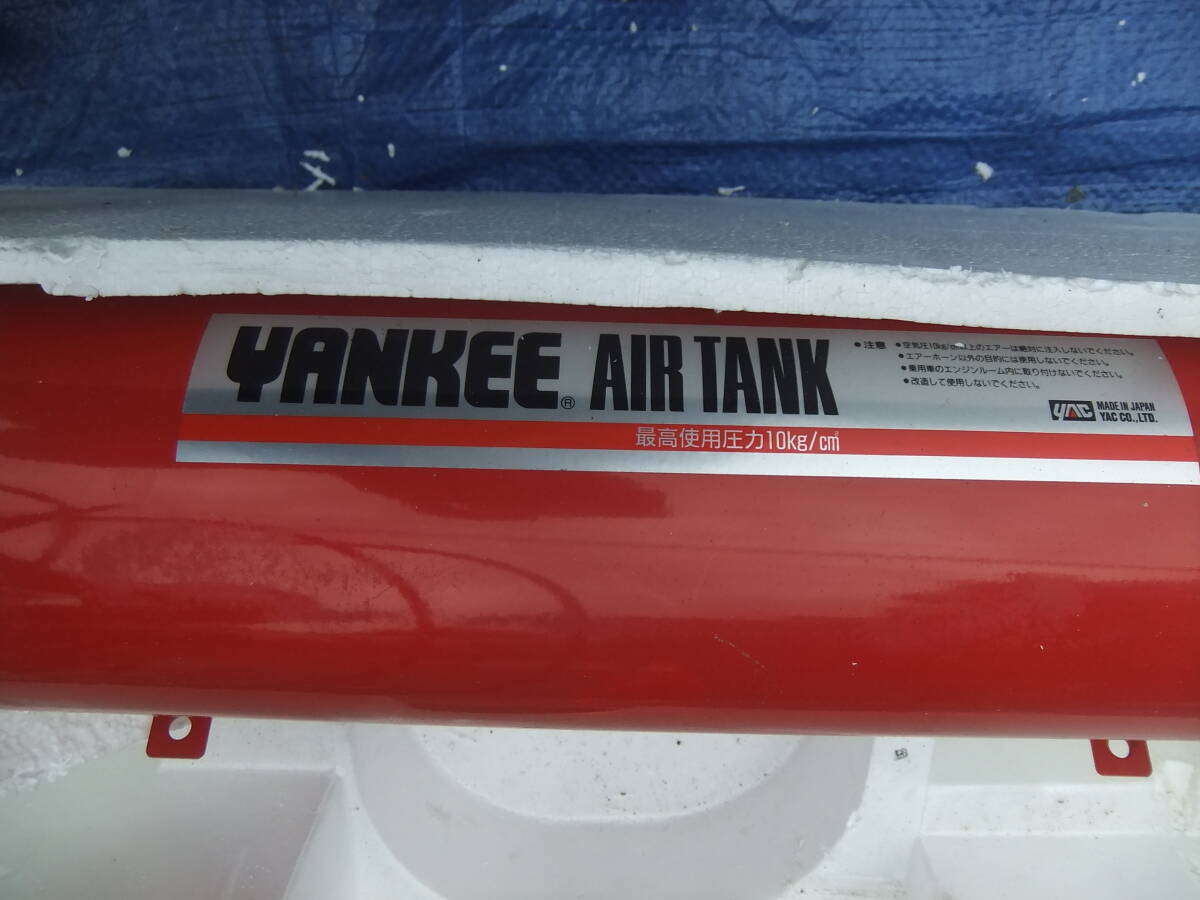 YANKEE® AIR TANK
●注意
●空気圧10kg/cm²以上のエアーは絶対に注入しないでください。
●エアーホーン以外の目的には使用しないでください。
●乗用車のエンジンルーム内に取り付けないでください。
●改造して使用しないでください。
YAC MADE IN JAPAN
YAC CO.,LTD.
最高使用圧力10kg/cm²